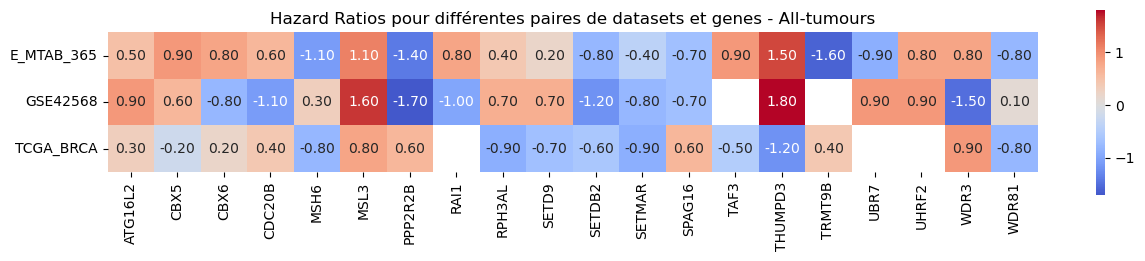 Hazard Ratios pour différentes paires de datasets et genes - All-tumours
E_MTAB_365 0.50 0.90 0.80 0.60 -1.10 1.10 -1.40 0.80 0.40 0.20 -0.80 -0.40 -0.70 0.90 1.50 -1.60 -0.90 0.80 0.80 -0.80
GSE42568 0.90 0.60 -0.80 -1.10 0.30 1.60 -1.70 -1.00 0.70 0.70 -1.20 -0.80 -0.70 1.80 0.90 0.90 -1.50 0.10
TCGA_BRCA 0.30 -0.20 0.20 0.40 -0.80 0.80 0.60 -0.90 -0.70 -0.60 -0.90 0.60 -0.50 -1.20 0.40 0.90 -0.80
ATG16L2
CBX5
CBX6
CDC20B
MSH6
MSL3
PPP2R2B
RAI1
RPH3AL
SETD9
SETDB2
SETMAR
SPAG16
TAF3
THUMPD3
TRMT9B
UBR7
UHRF2
WDR3
WDR81
1
0
−1